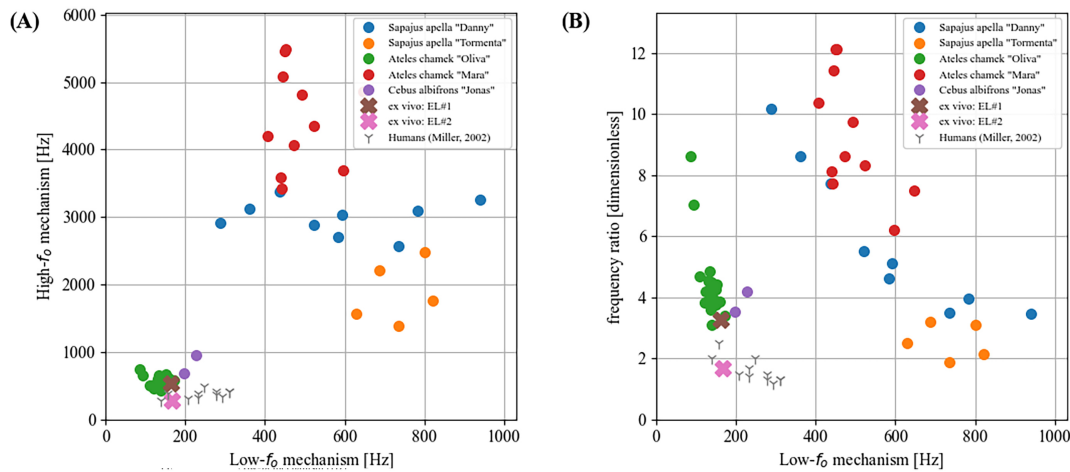 (A)
6000
5000
4000
3000
2000
1000
0
High-fo mechanism [Hz]
0 200 400 600 800 1000
Low-fo mechanism [Hz]
Sapajus apella "Danny"
Sapajus apella "Tormenta"
Ateles chamek "Oliva"
Ateles chamek "Mara"
Cebus albifrons "Jonas"
ex vivo: EL#1
ex vivo: EL#2
Humans (Miller, 2002)
(B)
12
10
8
6
4
2
0
frequency ratio [dimensionless]
0 200 400 600 800 1000
Low-fo mechanism [Hz]
Sapajus apella "Danny"
Sapajus apella "Tormenta"
Ateles chamek "Oliva"
Ateles chamek "Mara"
Cebus albifrons "Jonas"
ex vivo: EL#1
ex vivo: EL#2
Humans (Miller, 2002)